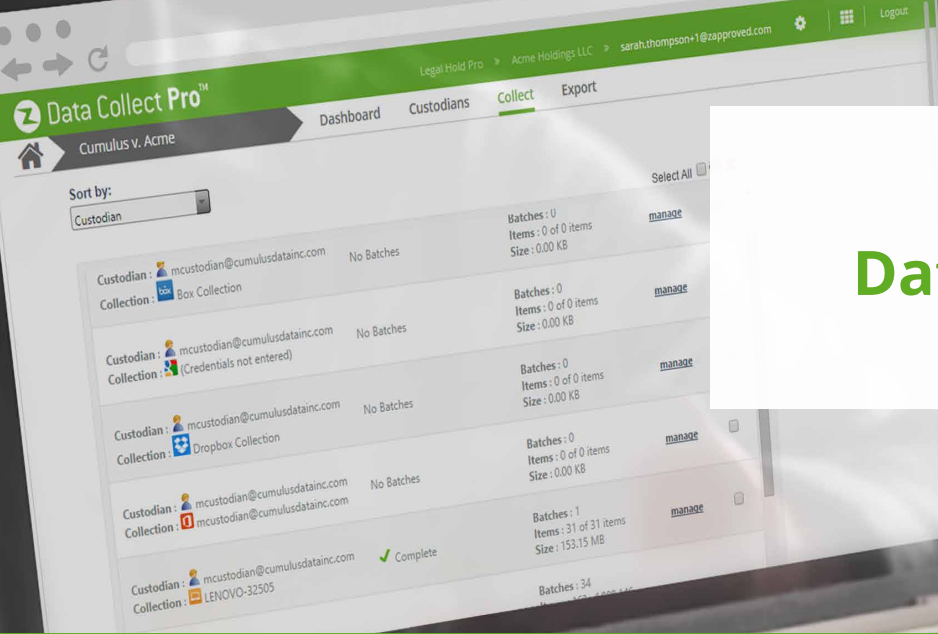 Legal Hold Pro » Acme Holdings LLC » sarah.thompson+1@zapproved.com Logout
Data Collect Pro™
Cumulus v. Acme
Dashboard Custodians Collect Export
Sort by:
Custodian
Select All
Custodian : mcustodian@cumulusdatainc.com
Collection : box Box Collection
No Batches
Batches : 0
Items : 0 of 0 items
Size : 0.00 KB
manage
Custodian : mcustodian@cumulusdatainc.com
Collection : (Credentials not entered)
No Batches
Batches : 0
Items : 0 of 0 items
Size : 0.00 KB
manage
Custodian : mcustodian@cumulusdatainc.com
Collection : Dropbox Collection
No Batches
Batches : 0
Items : 0 of 0 items
Size : 0.00 KB
manage
Custodian : mcustodian@cumulusdatainc.com
Collection : mcustodian@cumulusdatainc.com
No Batches
Batches : 0
Items : 0 of 0 items
Size : 0.00 KB
manage
Custodian : mcustodian@cumulusdatainc.com
Collection : LENOVO-32505
Complete
Batches : 1
Items : 31 of 31 items
Size : 153.15 MB
manage
Batches : 34
Da